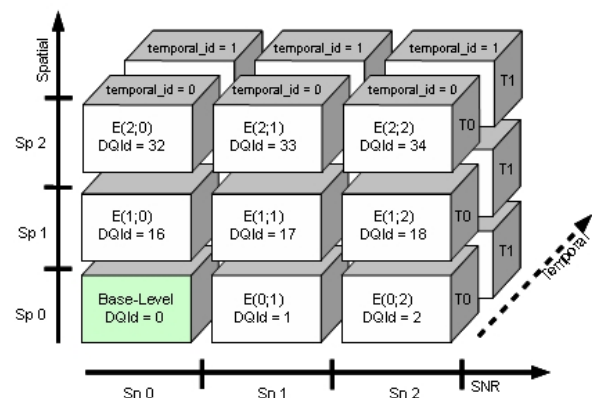 Spatial
temporal_id = 1
temporal_id = 1
temporal_id = 1
temporal_id = 0
temporal_id = 0
temporal_id = 0
T1
Sp 2
E(2;0)
DQId = 32
E(2;1)
DQId = 33
E(2;2)
DQId = 34
T0
T1
Sp 1
E(1;0)
DQId = 16
E(1;1)
DQId = 17
E(1;2)
DQId = 18
T0
T1
Temporal
Sp 0
Base-Level
DQId = 0
E(0;1)
DQId = 1
E(0;2)
DQId = 2
T0
Sn 0
Sn 1
Sn 2
SNR